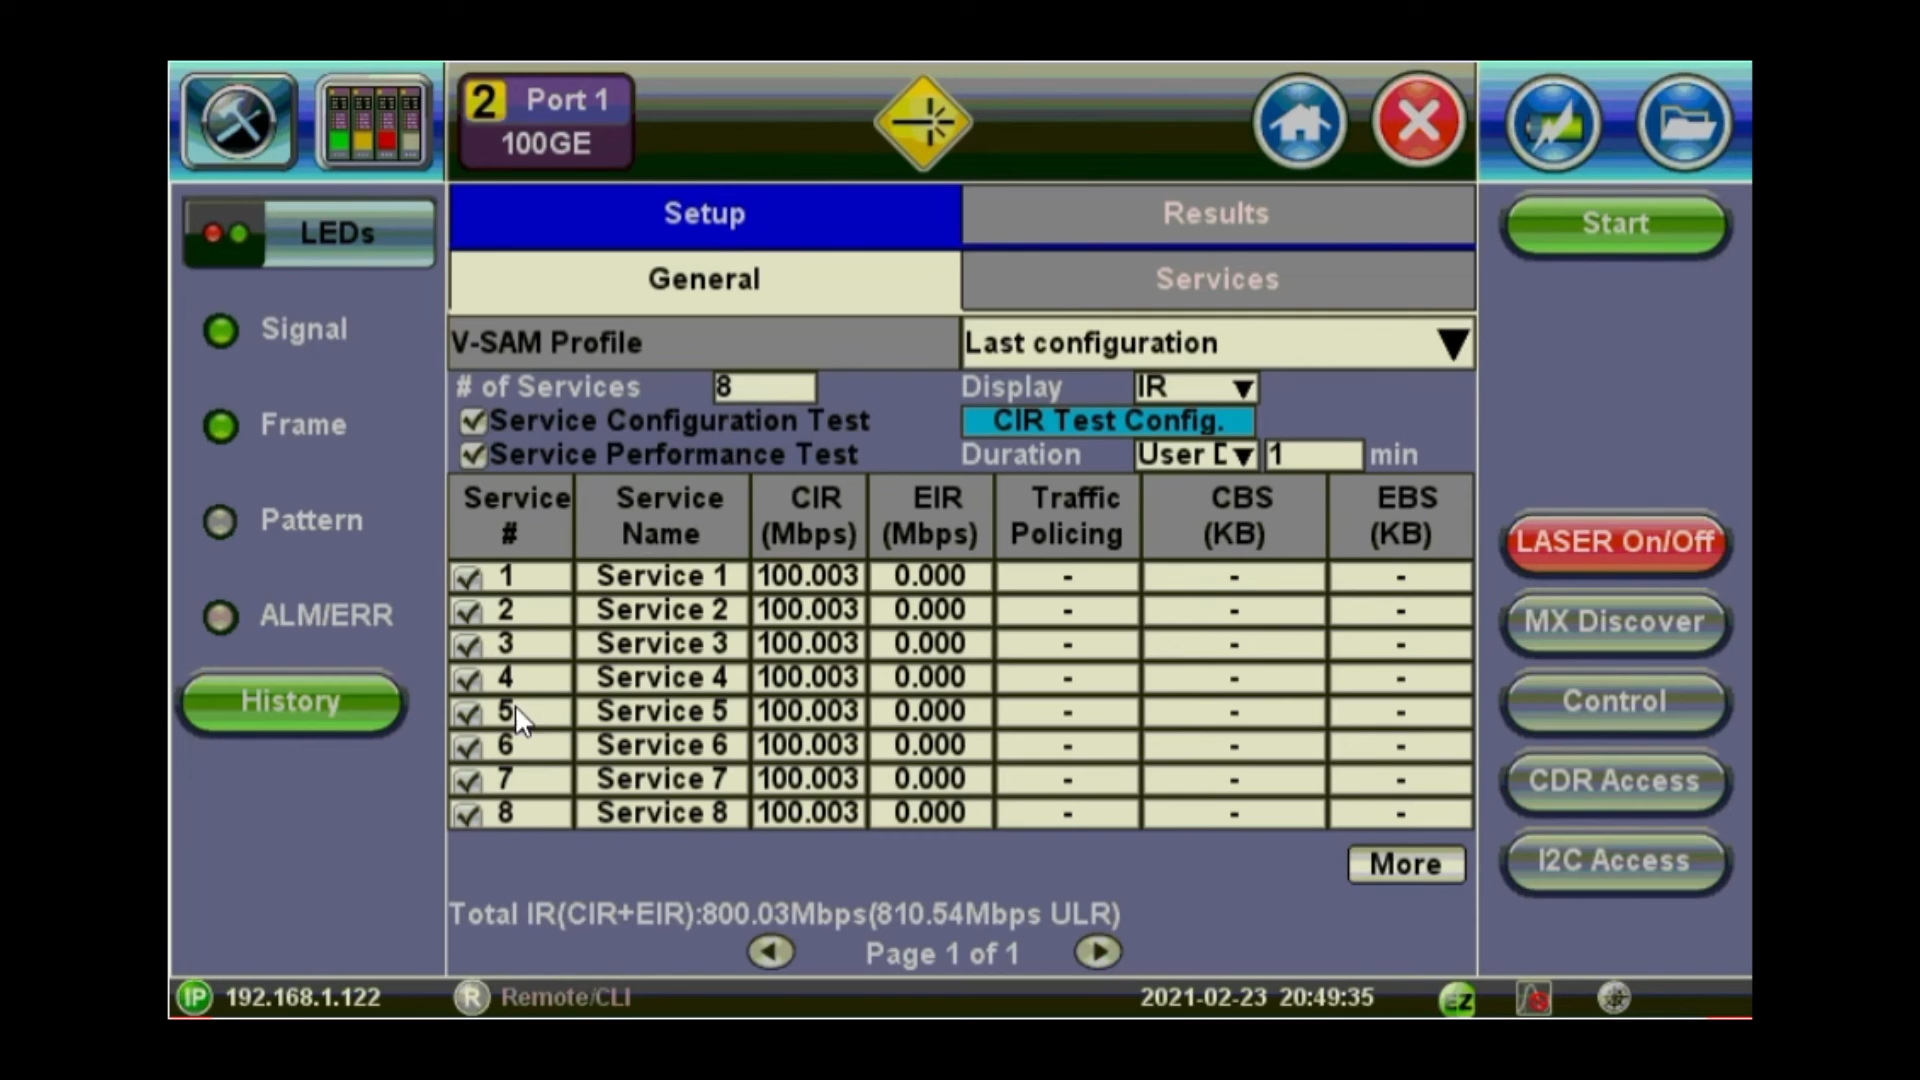 2 Port 1
100GE
Setup Results
LEDs
Start
General Services
Signal
V-SAM Profile Last configuration
# of Services 8 Display IR
Service Configuration Test CIR Test Config.
Frame
Service Performance Test Duration User D 1 min
Service # Service Name CIR (Mbps) EIR (Mbps) Traffic Policing CBS (KB) EBS (KB)
Pattern
LASER On/Off
1 Service 1 100.003 0.000 - - -
2 Service 2 100.003 0.000 - - -
ALM/ERR
MX Discover
3 Service 3 100.003 0.000 - - -
4 Service 4 100.003 0.000 - - -
History
Control
5 Service 5 100.003 0.000 - - -
6 Service 6 100.003 0.000 - - -
7 Service 7 100.003 0.000 - - -
CDR Access
8 Service 8 100.003 0.000 - - -
More
I2C Access
Total IR(CIR+EIR):800.03Mbps(810.54Mbps ULR)
Page 1 of 1
IP 192.168.1.122 R Remote/CLI 2021-02-23 20:49:35 EZ